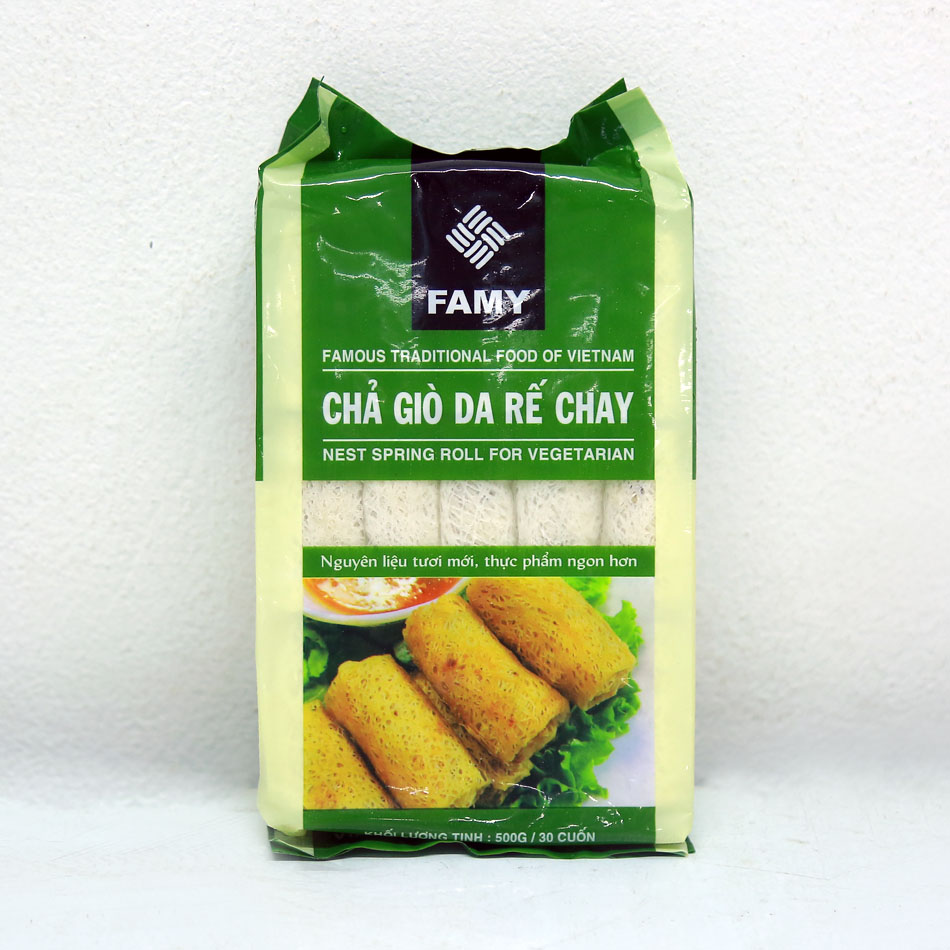 FAMY
FAMOUS TRADITIONAL FOOD OF VIETNAM
CHẢ GIÒ DA RẾ CHAY
NEST SPRING ROLL FOR VEGETARIAN
Nguyên liệu tươi mới, thực phẩm ngon hơn
KHỐI LƯỢNG TỊNH : 500G / 30 CUỐN